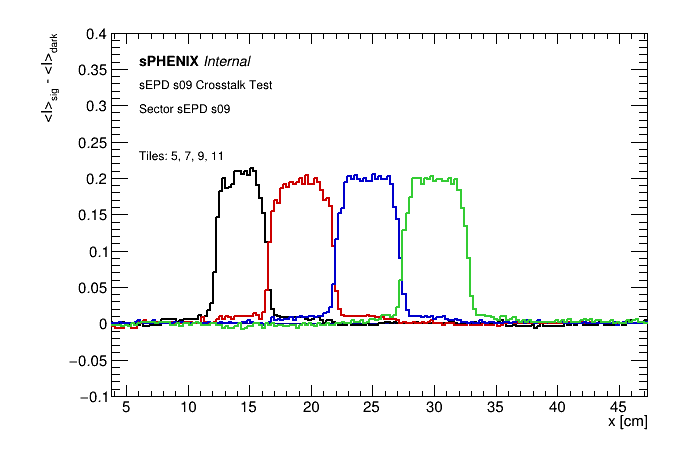 <I>sig - <I>dark
0.4
0.35
0.3
0.25
0.2
0.15
0.1
0.05
0
−0.05
−0.1
sPHENIX Internal
sEPD s09 Crosstalk Test
Sector sEPD s09
Tiles: 5, 7, 9, 11
5 10 15 20 25 30 35 40 45
x [cm]